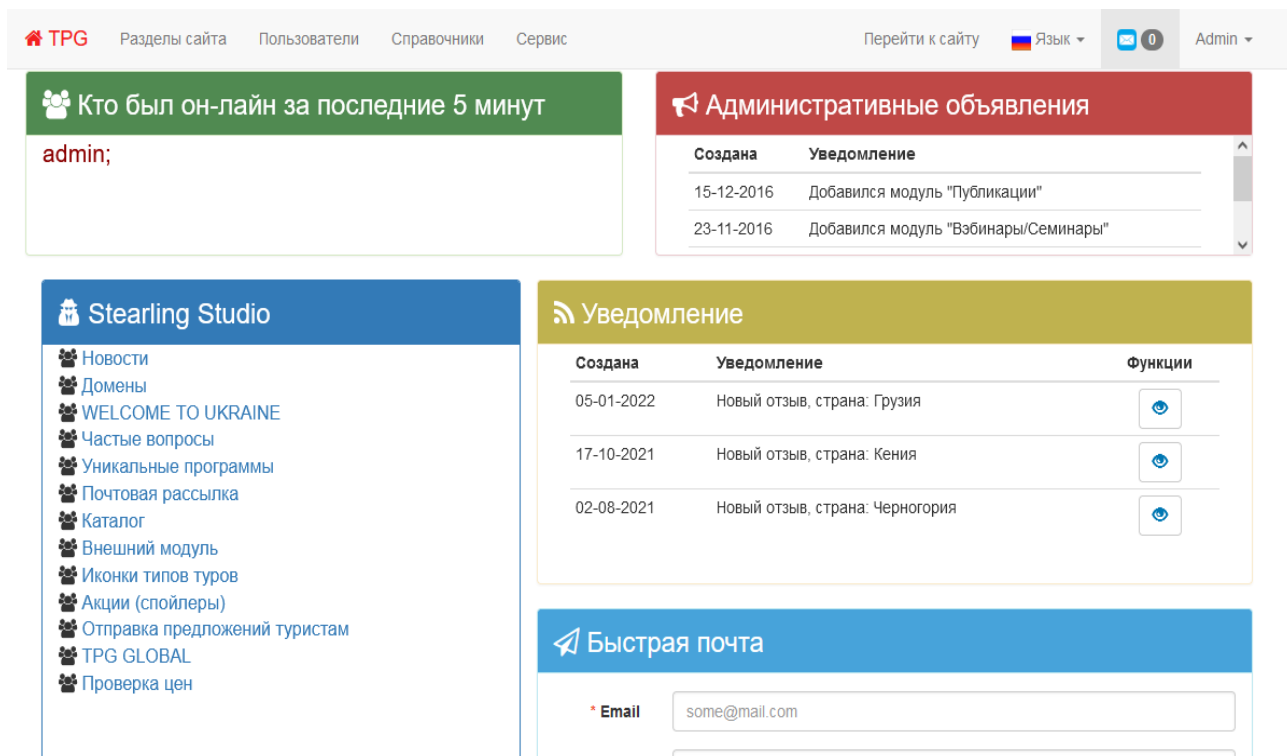 TPG Разделы сайта Пользователи Справочники Сервис Перейти к сайту Язык 0 Admin
Кто был он-лайн за последние 5 минут
admin;
Административные объявления
Создана Уведомление
15-12-2016 Добавился модуль "Публикации"
23-11-2016 Добавился модуль "Вэбинары/Семинары"
Stearling Studio
Новости
Домены
WELCOME TO UKRAINE
Частые вопросы
Уникальные программы
Почтовая рассылка
Каталог
Внешний модуль
Иконки типов туров
Акции (спойлеры)
Отправка предложений туристам
TPG GLOBAL
Проверка цен
Уведомление
Создана Уведомление Функции
05-01-2022 Новый отзыв, страна: Грузия
17-10-2021 Новый отзыв, страна: Кения
02-08-2021 Новый отзыв, страна: Черногория
Быстрая почта
* Email some@mail.com